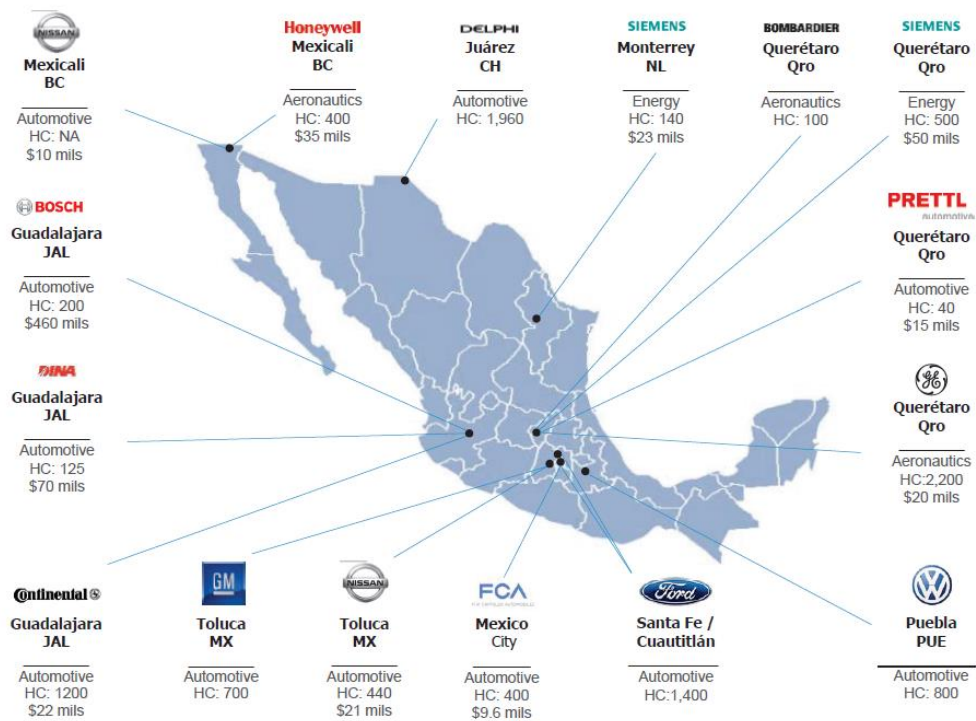 NISSAN
Mexicali
BC
Automotive
HC: NA
$10 mils
Honeywell
Mexicali
BC
Aeronautics
HC: 400
$35 mils
DELPHI
Juárez
CH
Automotive
HC: 1,960
SIEMENS
Monterrey
NL
Energy
HC: 140
$23 mils
BOMBARDIER
Querétaro
Qro
Aeronautics
HC: 100
SIEMENS
Querétaro
Qro
Energy
HC: 500
$50 mils
BOSCH
Guadalajara
JAL
Automotive
HC: 200
$460 mils
PRETTL
automotive
Querétaro
Qro
Automotive
HC: 40
$15 mils
DINA
Guadalajara
JAL
Automotive
HC: 125
$70 mils
GE
Querétaro
Qro
Aeronautics
HC:2,200
$20 mils
Continental
Guadalajara
JAL
Automotive
HC: 1200
$22 mils
GM
Toluca
MX
Automotive
HC: 700
NISSAN
Toluca
MX
Automotive
HC: 440
$21 mils
FCA
Mexico
City
Automotive
HC: 400
$9.6 mils
Ford
Santa Fe /
Cuautitlán
Automotive
HC:1,400
VW
Puebla
PUE
Automotive
HC: 800